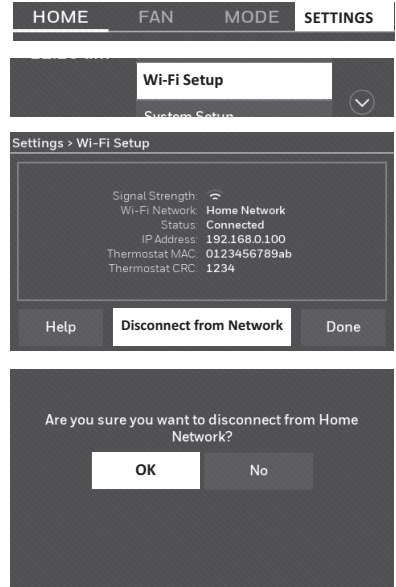 HOME FAN MODE SETTINGS
Wi-Fi Setup
System Setup
Settings > Wi-Fi Setup
Signal Strength:
Wi-Fi Network: Home Network
Status: Connected
IP Address: 192.168.0.100
Thermostat MAC: 0123456789ab
Thermostat CRC: 1234
Help Disconnect from Network Done
Are you sure you want to disconnect from Home
Network?
OK No